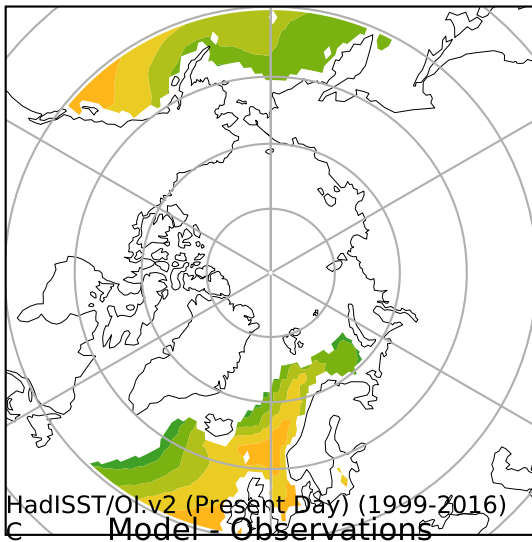 HadISST/OI.v2 (Present Day) (1999-2016)
C
Model - Observations